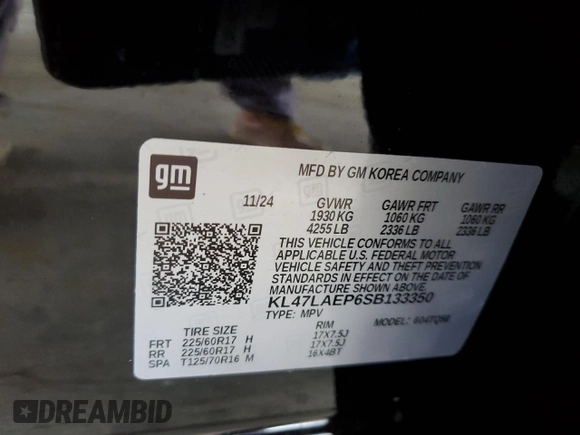 gm
MFD BY GM KOREA COMPANY
11/24 GVWR GAWR FRT GAWR RR
1930 KG 1060 KG 1060 KG
4255 LB 2336 LB 2336 LB
THIS VEHICLE CONFORMS TO ALL
APPLICABLE U.S. FEDERAL MOTOR
VEHICLE SAFETY AND THEFT PREVENTION
STANDARDS IN EFFECT ON THE DATE OF
MANUFACTURE SHOWN ABOVE.
KL47LAEP6SB133350
TYPE: MPV MODEL:
TIRE SIZE RIM
FRT 225/60R17 H 17X7.5J
RR 225/60R17 H 17X7.5J
SPA T125/70R16 M 16X4BT
DREAMBID